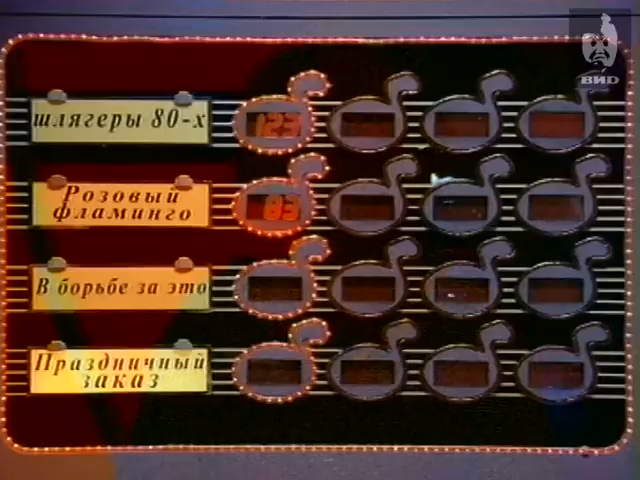 ВИD
шлягеры 80-х
123
Розовый
фламинго
83
В борьбе за это
Праздничный
заказ